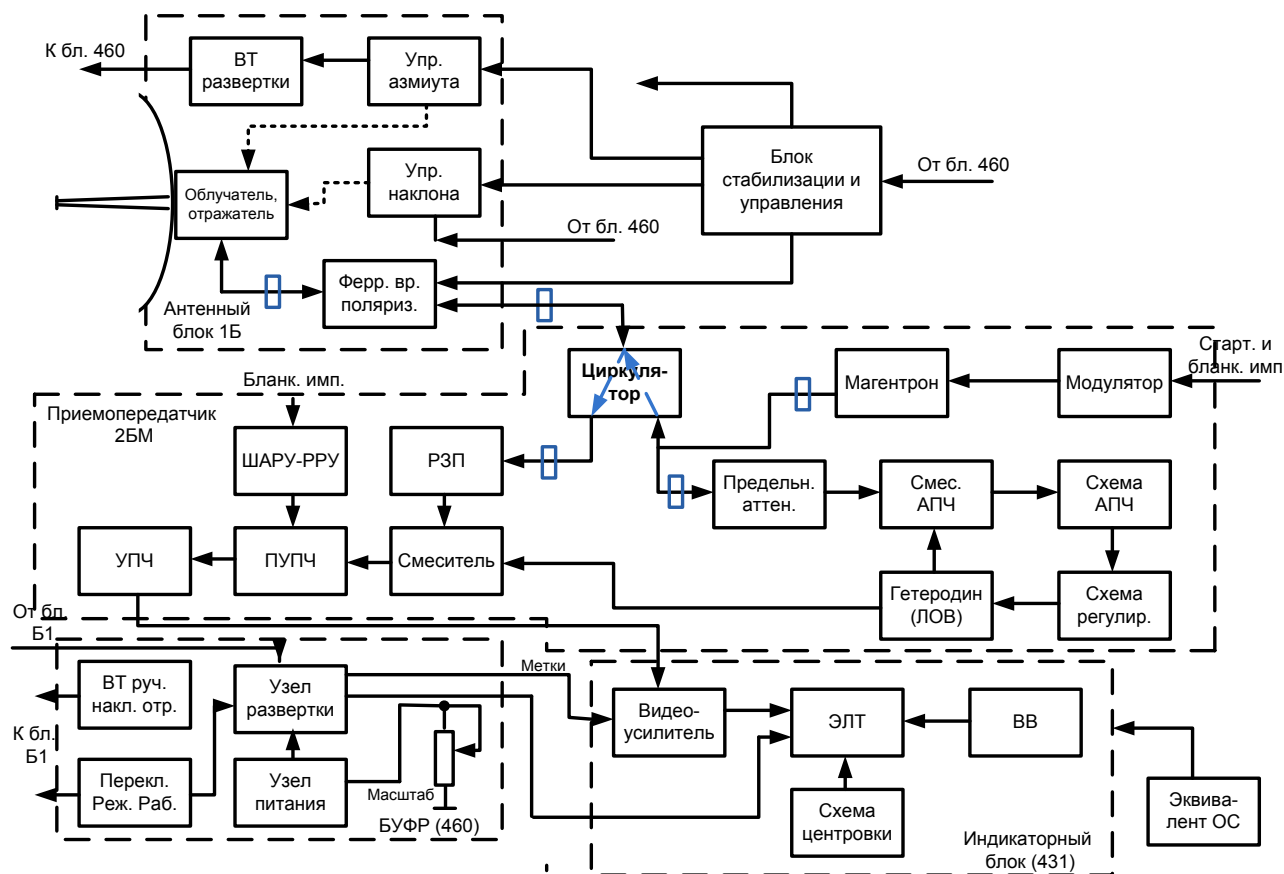 К бл. 460
ВТ
развертки
Упр.
азмиута
Блок
стабилизации и
управления
От бл. 460
Облучатель,
отражатель
Упр.
наклона
От бл. 460
Ферр. вр.
поляриз.
Антенный
блок 1Б
Циркуля-
тор
Магентрон
Модулятор
Старт. и
бланк. имп
Бланк. имп.
Приемопередатчик
2БМ
ШАРУ-РРУ
РЗП
Предельн.
аттен.
Смес.
АПЧ
Схема
АПЧ
УПЧ
ПУПЧ
Смеситель
Гетеродин
(ЛОВ)
Схема
регулир.
От бл.
Б1
ВТ руч.
накл. отр.
Узел
развертки
Метки
Видео-
усилитель
ЭЛТ
ВВ
К бл.
Б1
Перекл.
Реж. Раб.
Узел
питания
Масштаб
БУФР (460)
Схема
центровки
Эквива-
лент ОС
Индикаторный
блок (431)